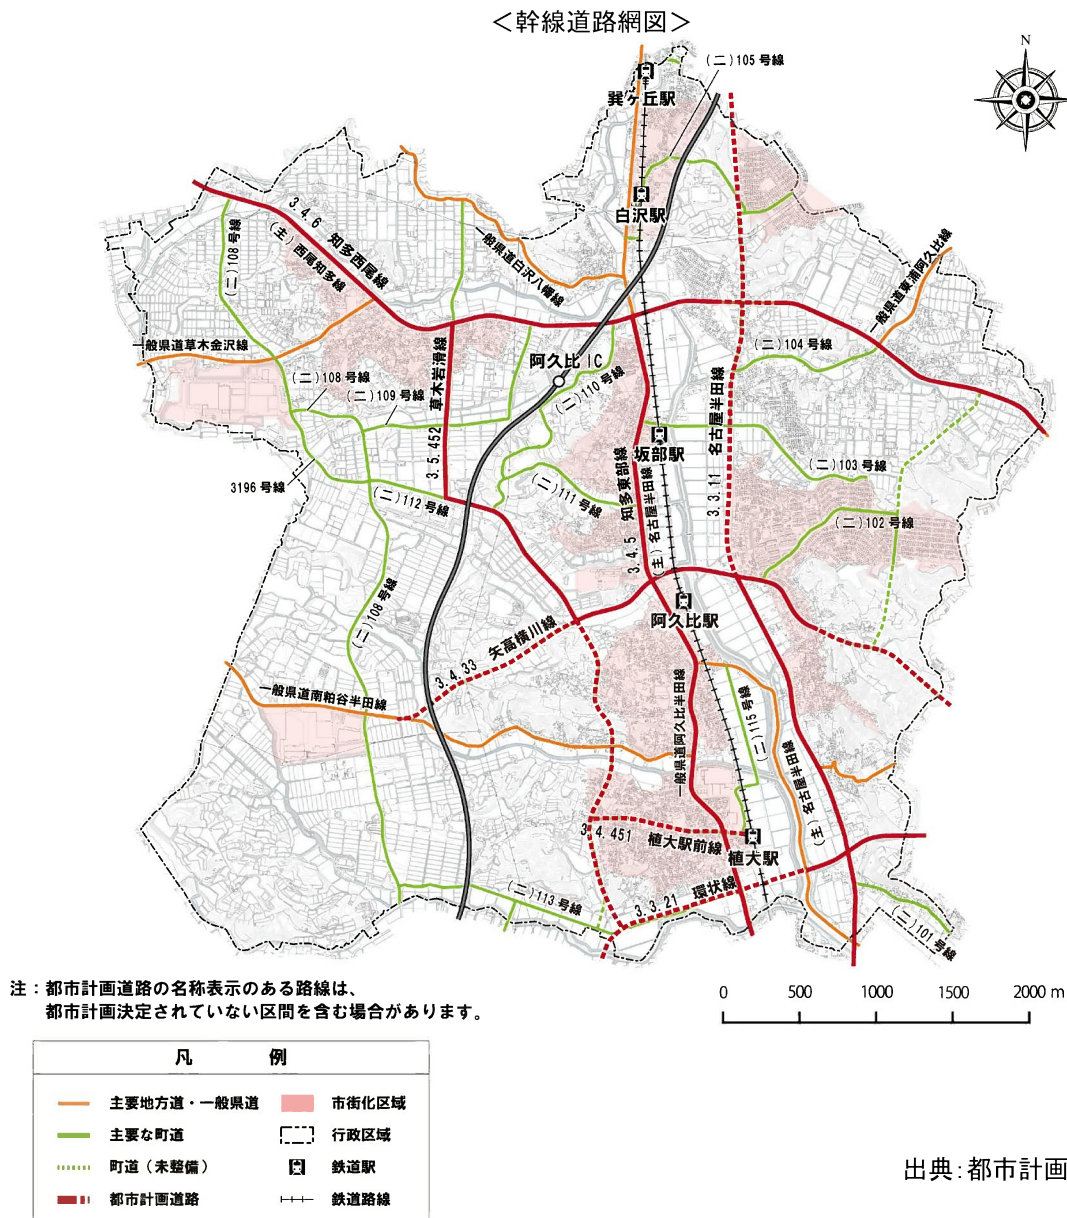 ＜幹線道路網図＞
N
(二)105号線
巽ヶ丘駅
白沢駅
3.4.6 知多西尾線
(主)西尾知多線
(二)108号線
一般県道白沢八幡線
一般県道東浦阿久比線
一般県道草木金沢線
阿久比IC
(二)104号線
(二)108号線
(二)109号線
(二)110号線
3.5.452 草木岩滑線
3.3.11 名古屋半田線
坂部駅
3196号線
(二)112号線
(二)111号線
3.4.5 知多東部線
(主)名古屋半田線
(二)103号線
(二)102号線
(二)108号線
阿久比駅
3.4.33 矢高横川線
一般県道南粕谷半田線
一般県道阿久比半田線
(二)115号線
(主)名古屋半田線
3.4.451 植大駅前線
植大駅
3.3.21 環状線
(二)113号線
(二)101号線
注：都市計画道路の名称表示のある路線は、
都市計画決定されていない区間を含む場合があります。
0 500 1000 1500 2000 m
凡 例
主要地方道・一般県道 市街化区域
主要な町道 行政区域
町道（未整備） 鉄道駅
都市計画道路 鉄道路線
出典：都市計画